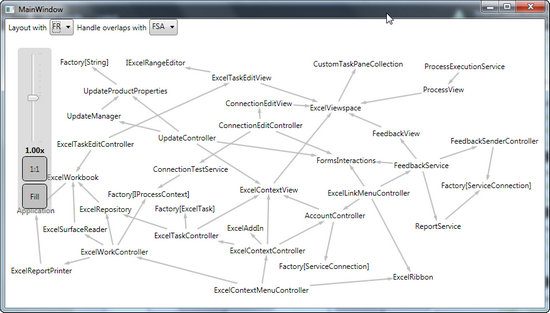 MainWindow
Layout with FR Handle overlaps with FSA
Factory[String]
IExcelRangeEditor
CustomTaskPaneCollection
ProcessExecutionService
ExcelTaskEditView
UpdateProductProperties
ProcessView
ConnectionEditView
ExcelViewspace
UpdateManager
ConnectionEditController
FeedbackView
UpdateController
FeedbackSenderController
ExcelTaskEditController
1.00x
FormsInteractions
FeedbackService
1:1
ConnectionTestService
ExcelWorkbook
Factory[IProcessContext]
ExcelContextView
ExcelLinkMenuController
Factory[ServiceConnection]
Fill
Application
ExcelRepository
Factory[ExcelTask]
AccountController
ExcelSurfaceReader
ExcelAddIn
ReportService
ExcelTaskController
ExcelWorkController
ExcelContextController
Factory[IServiceConnection]
ExcelReportPrinter
ExcelRibbon
ExcelContextMenuController